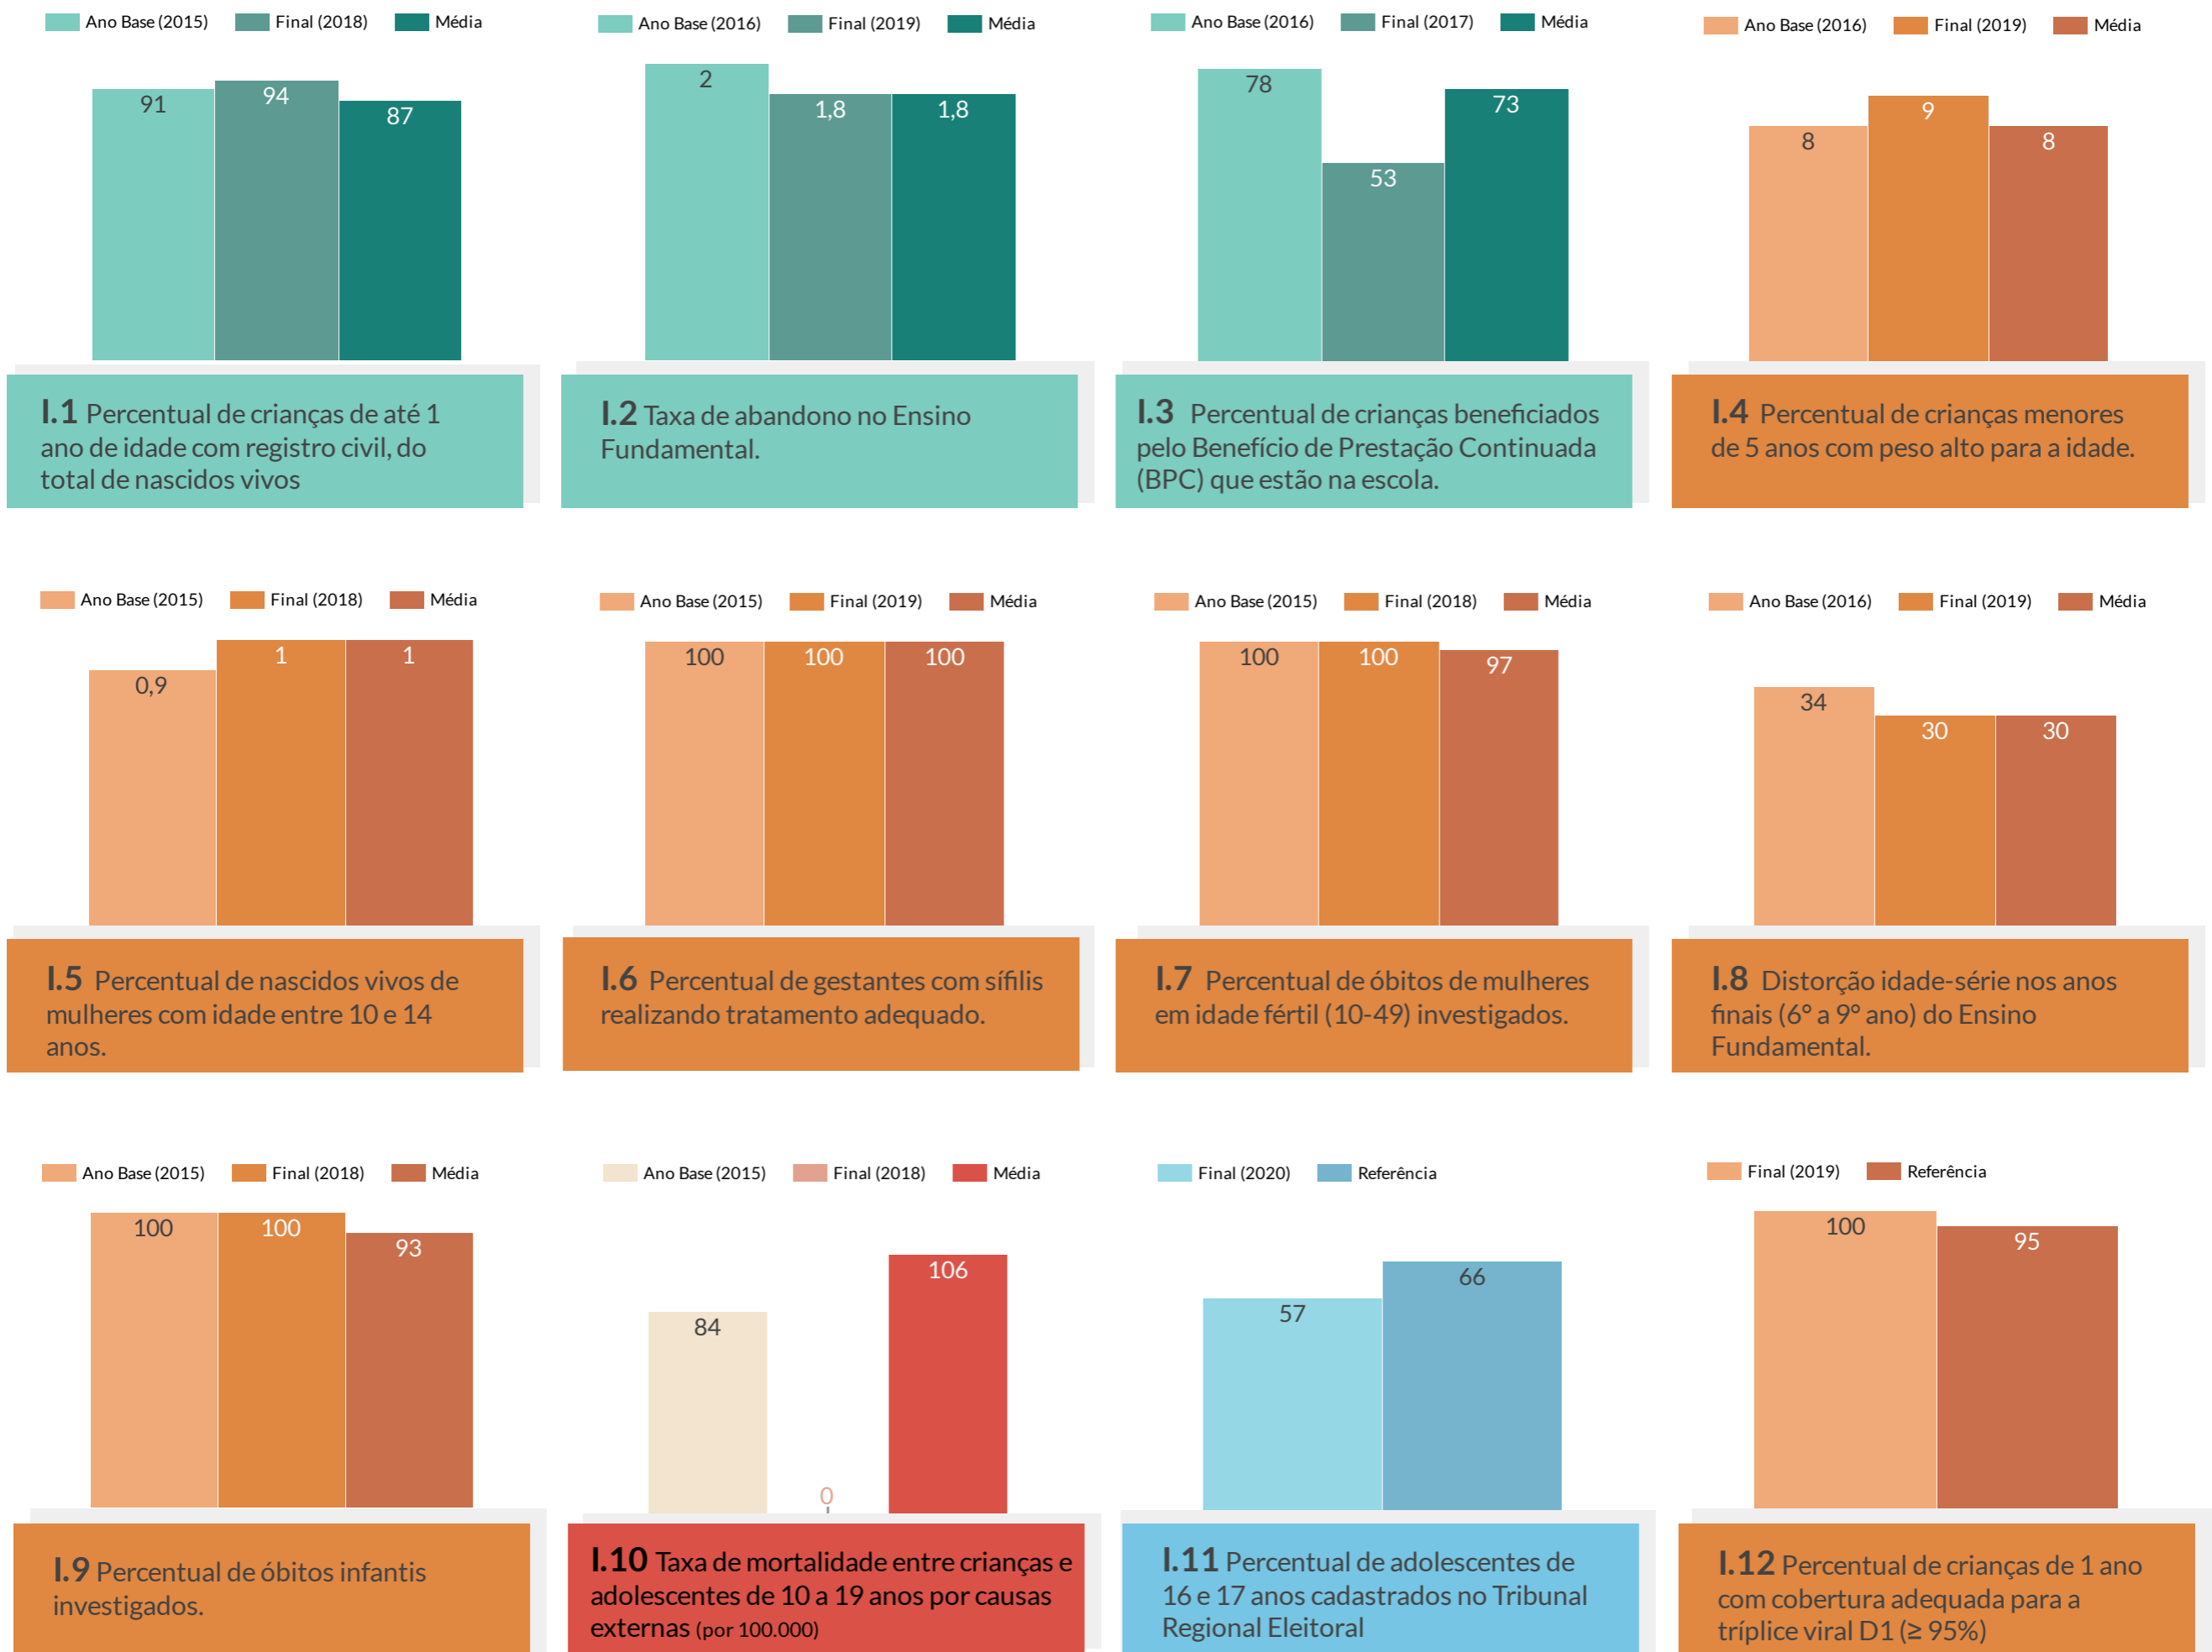 Ano Base (2015) Final (2018) Média
91 94 87
I.1 Percentual de crianças de até 1
ano de idade com registro civil, do
total de nascidos vivos
Ano Base (2016) Final (2019) Média
2 1,8 1,8
I.2 Taxa de abandono no Ensino
Fundamental.
Ano Base (2016) Final (2017) Média
78 53 73
I.3 Percentual de crianças beneficiados
pelo Benefício de Prestação Continuada
(BPC) que estão na escola.
Ano Base (2016) Final (2019) Média
8 9 8
I.4 Percentual de crianças menores
de 5 anos com peso alto para a idade.
Ano Base (2015) Final (2018) Média
0,9 1 1
I.5 Percentual de nascidos vivos de
mulheres com idade entre 10 e 14
anos.
Ano Base (2015) Final (2019) Média
100 100 100
I.6 Percentual de gestantes com sífilis
realizando tratamento adequado.
Ano Base (2015) Final (2018) Média
100 100 97
I.7 Percentual de óbitos de mulheres
em idade fértil (10-49) investigados.
Ano Base (2016) Final (2019) Média
34 30 30
I.8 Distorção idade-série nos anos
finais (6º a 9º ano) do Ensino
Fundamental.
Ano Base (2015) Final (2018) Média
100 100 93
I.9 Percentual de óbitos infantis
investigados.
Ano Base (2015) Final (2018) Média
84 0 106
I.10 Taxa de mortalidade entre crianças e
adolescentes de 10 a 19 anos por causas
externas (por 100.000)
Final (2020) Referência
57 66
I.11 Percentual de adolescentes de
16 e 17 anos cadastrados no Tribunal
Regional Eleitoral
Final (2019) Referência
100 95
I.12 Percentual de crianças de 1 ano
com cobertura adequada para a
tríplice viral D1 (≥ 95%)